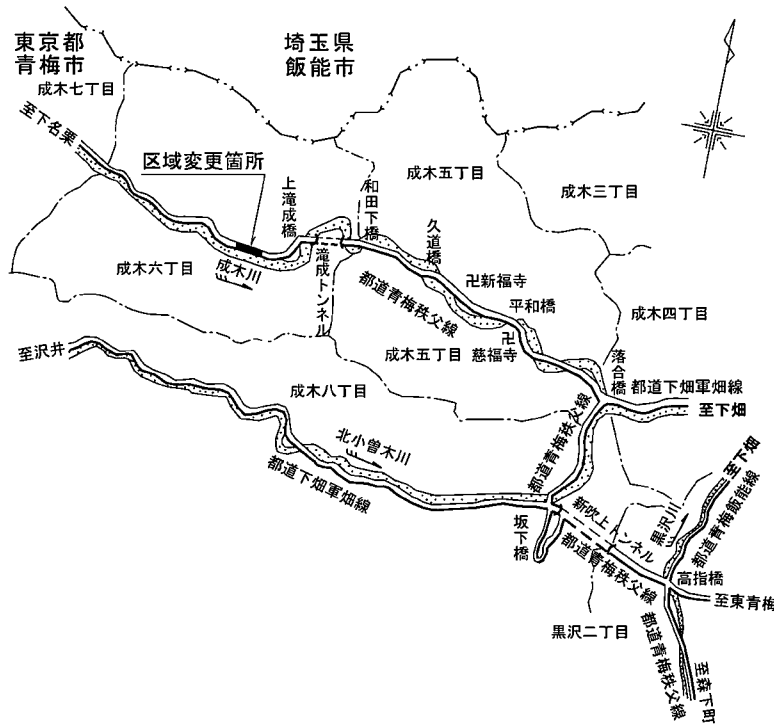 東京都
青梅市
埼玉県
飯能市
成木七丁目
至下名栗
区域変更箇所
上滝成橋
和田下橋
成木五丁目
成木三丁目
久道橋
成木六丁目
成木川
滝成トンネル
都道青梅秩父線
卍新福寺
平和橋
成木四丁目
卍
慈福寺
成木五丁目
落合橋
都道下畑軍畑線
至下畑
至沢井
成木八丁目
都道青梅秩父線
北小曽木川
都道下畑軍畑線
坂下橋
新吹上トンネル
都道青梅秩父線
黒沢川
至下畑
都道青梅飯能線
高指橋
至東青梅
黒沢二丁目
都道青梅秩父線
至森下町